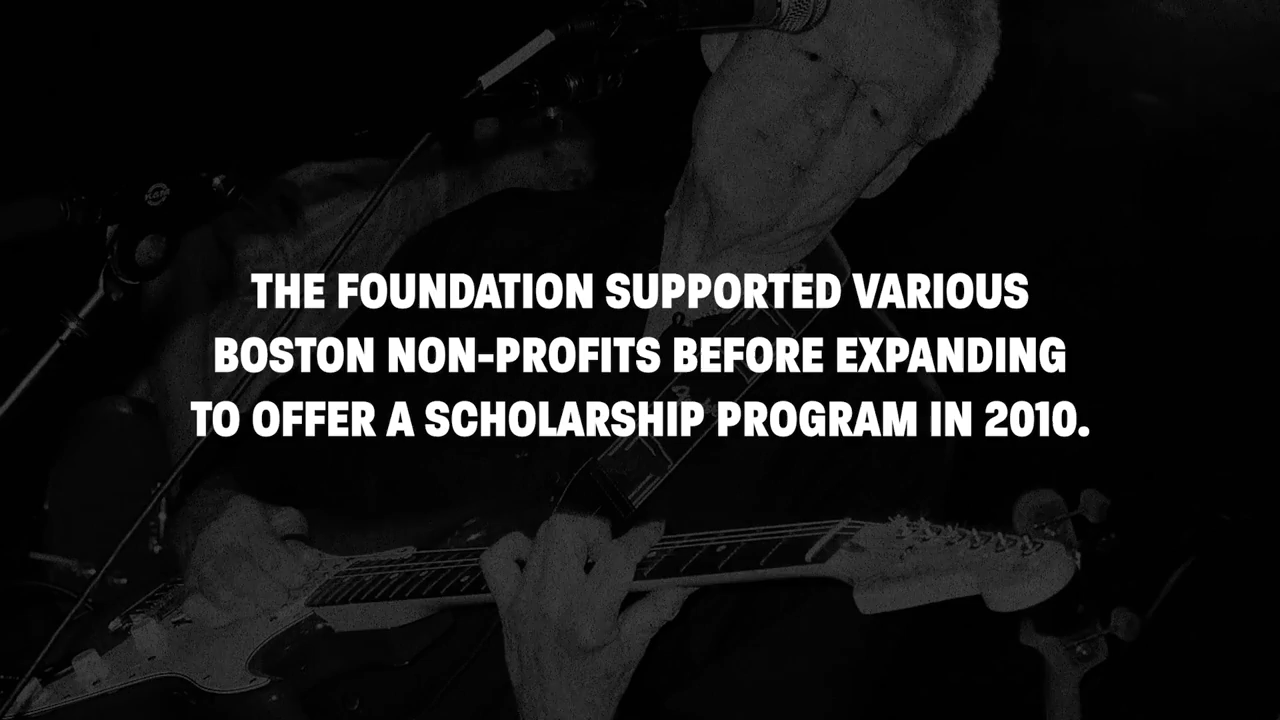 THE FOUNDATION SUPPORTED VARIOUS
BOSTON NON-PROFITS BEFORE EXPANDING
TO OFFER A SCHOLARSHIP PROGRAM IN 2010.